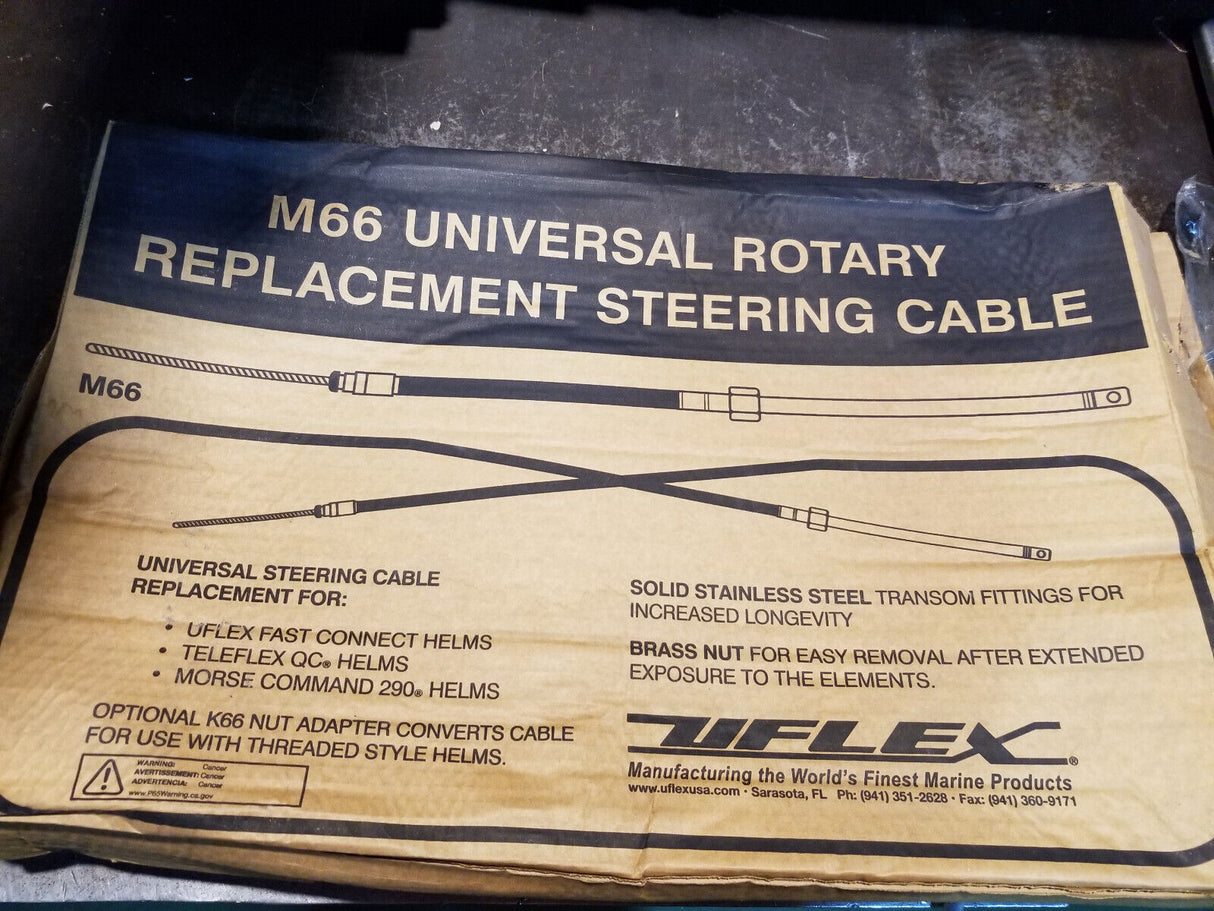 M66 UNIVERSAL ROTARY
REPLACEMENT STEERING CABLE
M66
UNIVERSAL STEERING CABLE
REPLACEMENT FOR:
• UFLEX FAST CONNECT HELMS
• TELEFLEX QC® HELMS
• MORSE COMMAND 290® HELMS
OPTIONAL K66 NUT ADAPTER CONVERTS CABLE
FOR USE WITH THREADED STYLE HELMS.
WARNING: Cancer
AVERTISSEMENT: Cancer
ADVERTENCIA: Cancer
www.P65Warning.ca.gov
SOLID STAINLESS STEEL TRANSOM FITTINGS FOR
INCREASED LONGEVITY
BRASS NUT FOR EASY REMOVAL AFTER EXTENDED
EXPOSURE TO THE ELEMENTS.
UFLEX®
Manufacturing the World's Finest Marine Products
www.uflexusa.com · Sarasota, FL Ph: (941) 351-2628 · Fax: (941) 360-9171